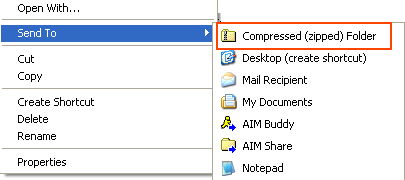 Open With...
Send To
Cut
Copy
Create Shortcut
Delete
Rename
Properties
Compressed (zipped) Folder
Desktop (create shortcut)
Mail Recipient
My Documents
AIM Buddy
AIM Share
Notepad